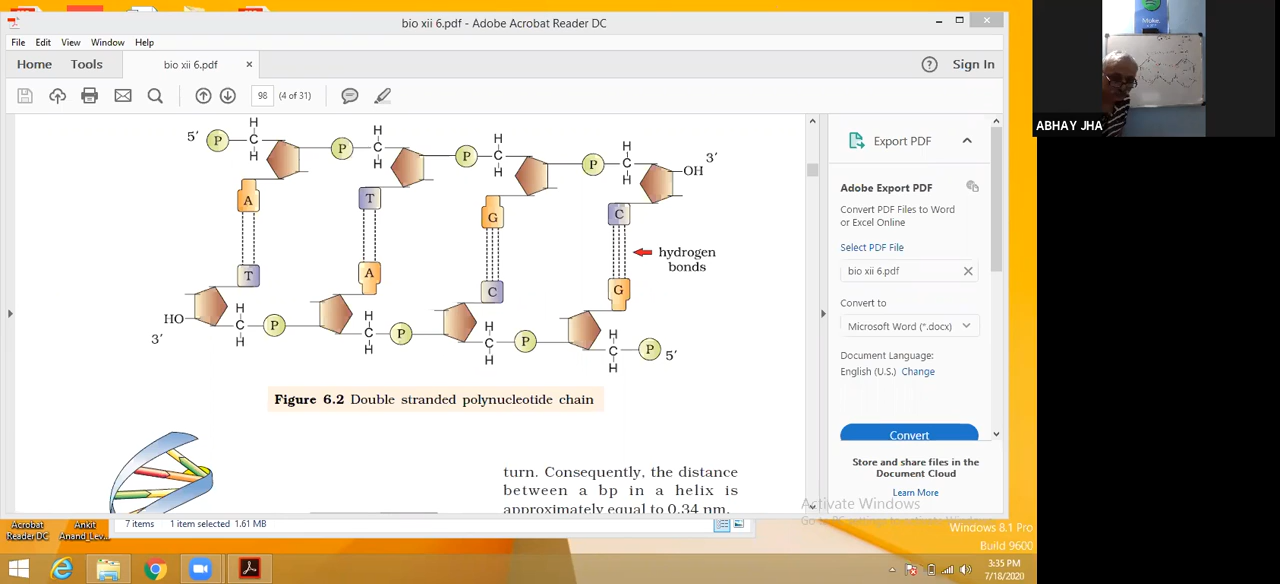 bio xii 6.pdf - Adobe Acrobat Reader DC
File Edit View Window Help
Home Tools bio xii 6.pdf × Sign In
98 (4 of 31)
5′ P H C H P H C H P H C H P H C H OH 3′
A T G C
hydrogen
bonds
T A C G
HO H C H P H C H P H C H P H C H P 5′
3′
Figure 6.2 Double stranded polynucleotide chain
turn. Consequently, the distance
between a bp in a helix is
approximately equal to 0.34 nm.
Export PDF
Adobe Export PDF
Convert PDF Files to Word
or Excel Online
Select PDF File
bio xii 6.pdf ×
Convert to
Microsoft Word (*.docx)
Document Language:
English (U.S.) Change
Convert
Store and share files in the
Document Cloud
Learn More
Activate Windows
7 items 1 item selected 1.61 MB
Acrobat
Reader DC
Ankit
Anand_Lev...
Windows 8.1 Pro
Build 9600
3:35 PM
7/18/2020
Make.
ABHAY JHA